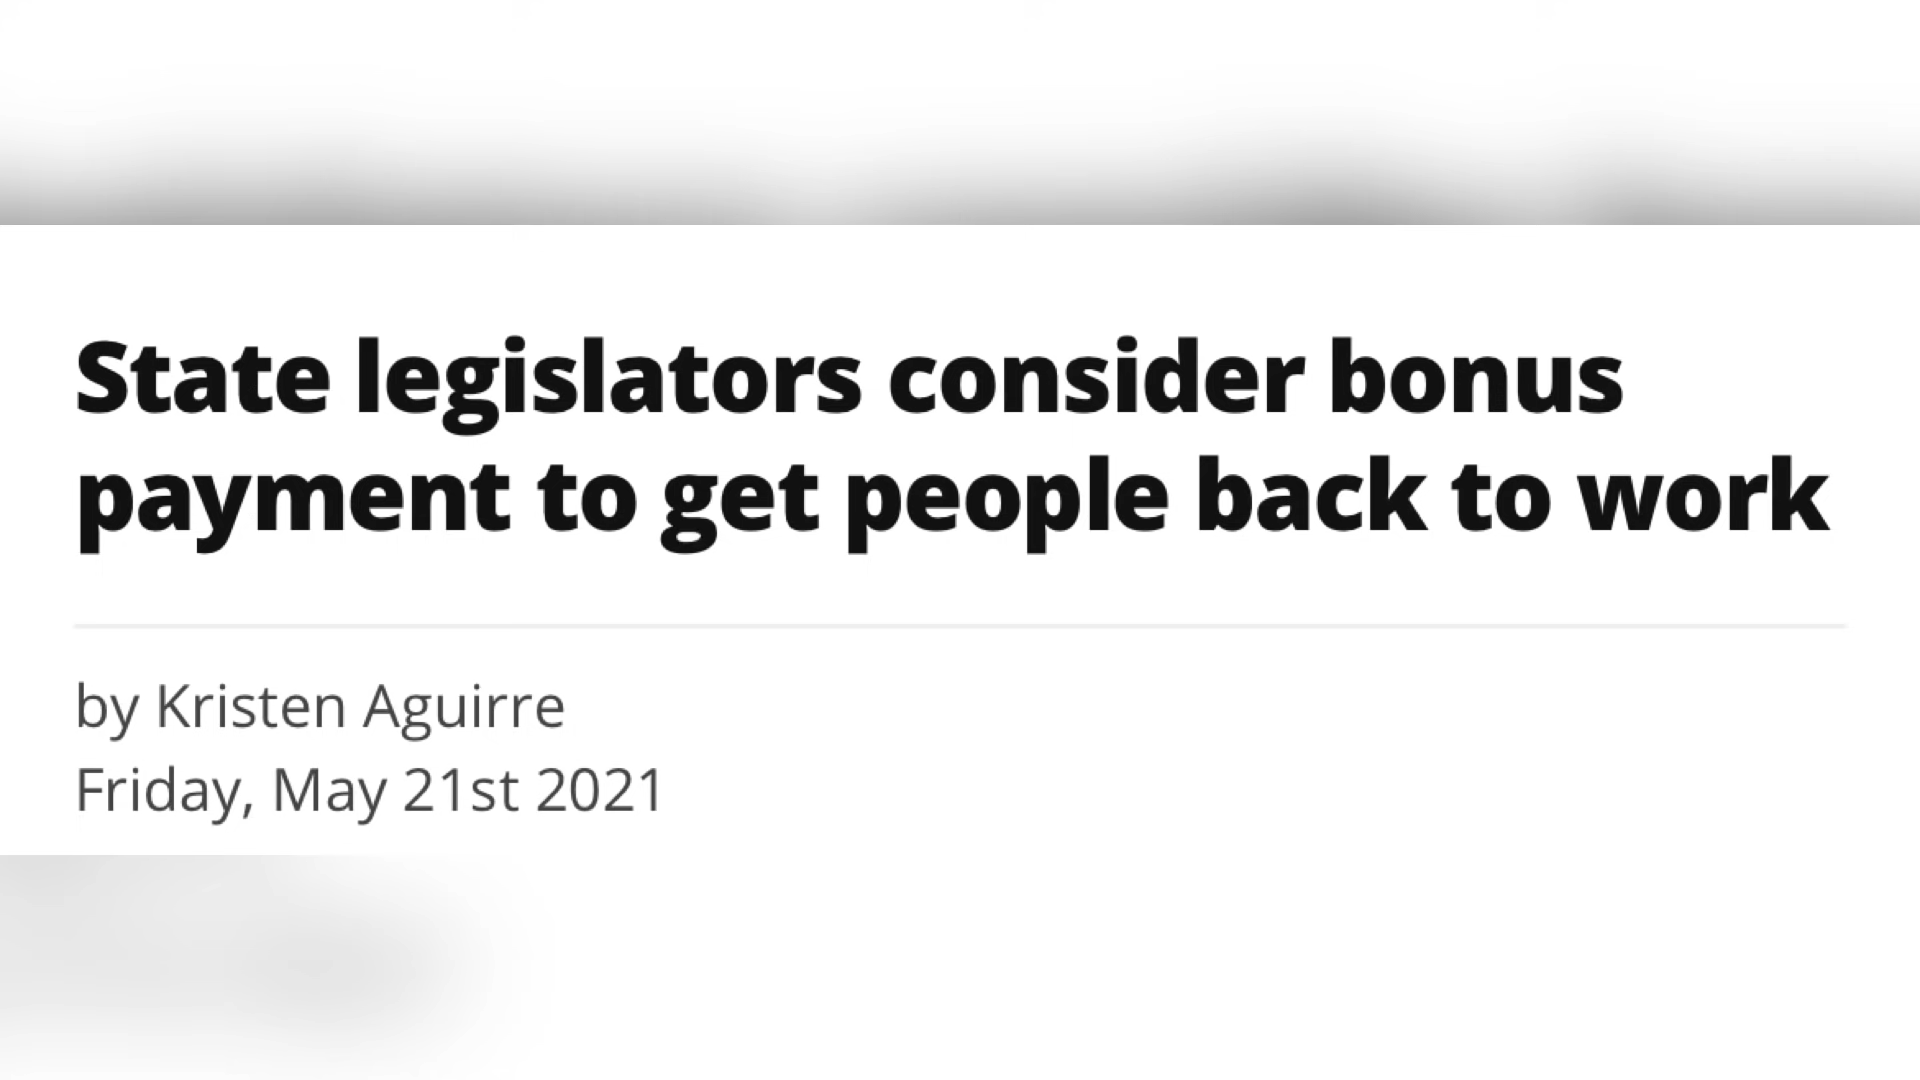 State legislators consider bonus
payment to get people back to work
by Kristen Aguirre
Friday, May 21st 2021